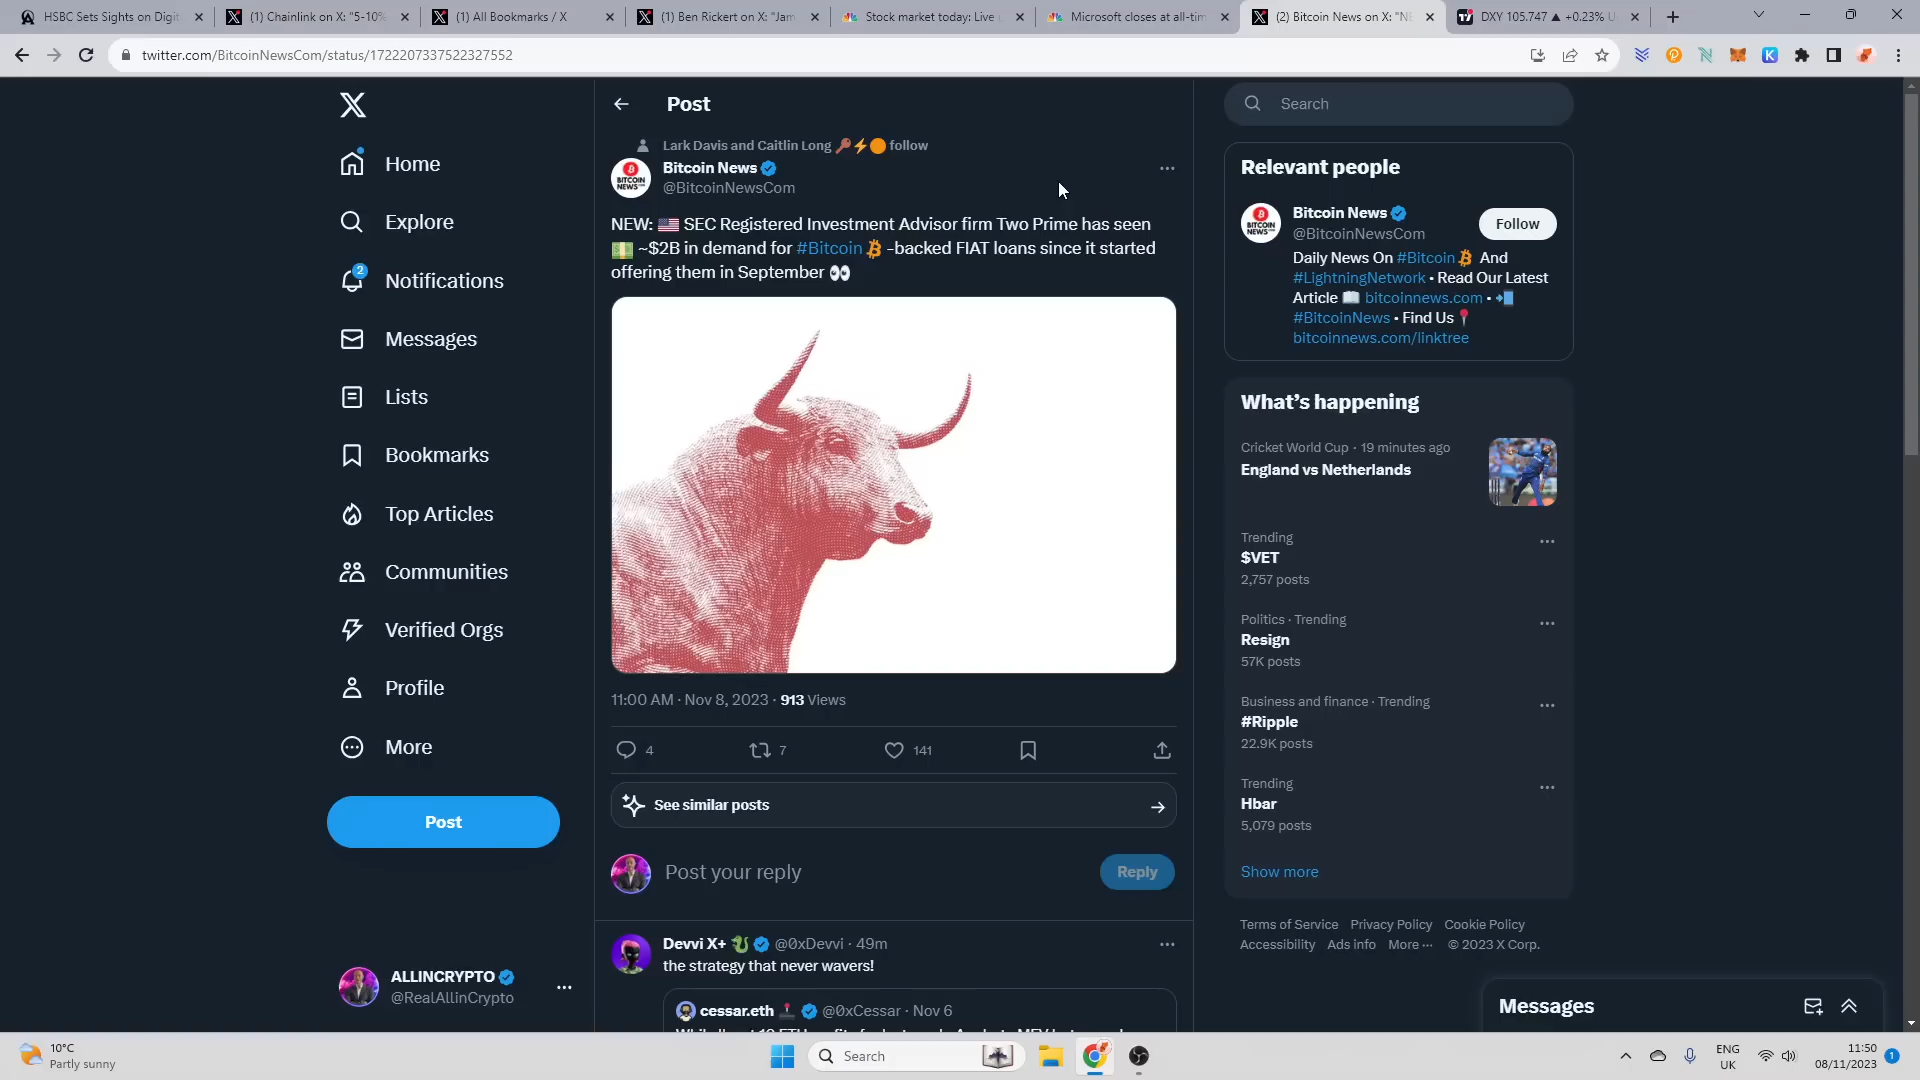 HSBC Sets Sights on Digit
(1) Chainlink on X: "5-10%
(1) All Bookmarks / X
(1) Ben Rickert on X: "Jam
Stock market today: Live
Microsoft closes at all-tim
(2) Bitcoin News on X: "NE
DXY 105.747 ▲ +0.23% U
twitter.com/BitcoinNewsCom/status/1722207337522327552
Home
Explore
2
Notifications
Messages
Lists
Bookmarks
Top Articles
Communities
Verified Orgs
Profile
More
Post
ALLINCRYPTO
@RealAllinCrypto
Post
Lark Davis and Caitlin Long 🔑⚡🟠 follow
BITCOIN NEWS
Bitcoin News
@BitcoinNewsCom
NEW: 🇺🇸 SEC Registered Investment Advisor firm Two Prime has seen
💵 ~$2B in demand for #Bitcoin -backed FIAT loans since it started
offering them in September 👀
11:00 AM · Nov 8, 2023 · 913 Views
4
7
141
See similar posts
Post your reply
Reply
Devvi X+ @0xDevvi · 49m
the strategy that never wavers!
cessar.eth @0xCessar · Nov 6
Search
Relevant people
BITCOIN NEWS
Bitcoin News
@BitcoinNewsCom
Follow
Daily News On #Bitcoin And
#LightningNetwork • Read Our Latest
Article 📖 bitcoinnews.com • 📲
#BitcoinNews • Find Us📍
bitcoinnews.com/linktree
What's happening
Cricket World Cup · 19 minutes ago
England vs Netherlands
Trending
$VET
2,757 posts
Politics · Trending
Resign
57K posts
Business and finance · Trending
#Ripple
22.9K posts
Trending
Hbar
5,079 posts
Show more
Terms of Service Privacy Policy Cookie Policy
Accessibility Ads info More ··· © 2023 X Corp.
Messages
10°C
Partly sunny
Search
ENG
UK
11:50
08/11/2023
1